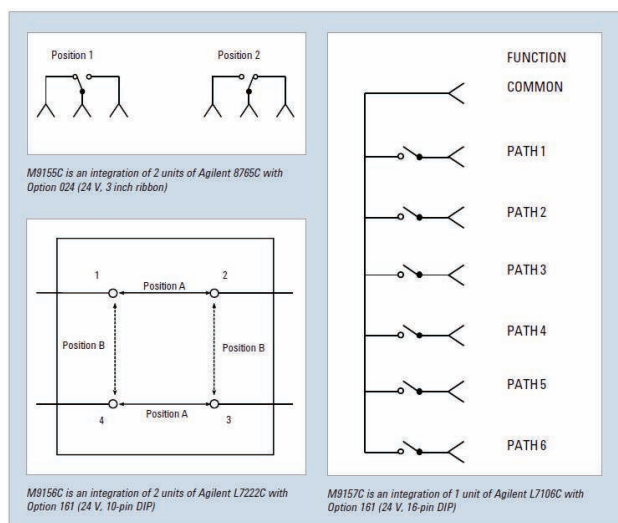 Position 1
Position 2
M9155C is an integration of 2 units of Agilent 8765C with
Option 024 (24 V, 3 inch ribbon)
1
2
Position A
Position B
Position B
Position A
4
3
M9156C is an integration of 2 units of Agilent L7222C with
Option 161 (24 V, 10-pin DIP)
FUNCTION
COMMON
PATH 1
PATH 2
PATH 3
PATH 4
PATH 5
PATH 6
M9157C is an integration of 1 unit of Agilent L7106C with
Option 161 (24 V, 16-pin DIP)